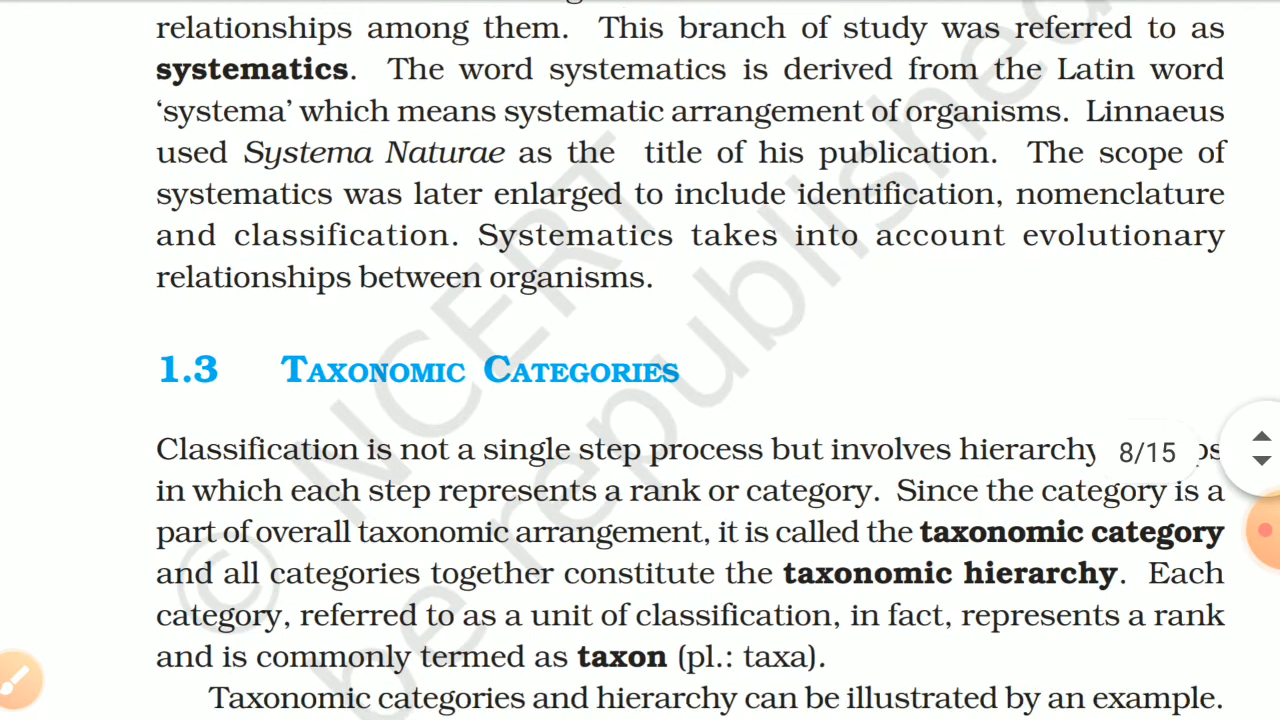 relationships among them. This branch of study was referred to as
systematics. The word systematics is derived from the Latin word
‘systema’ which means systematic arrangement of organisms. Linnaeus
used Systema Naturae as the title of his publication. The scope of
systematics was later enlarged to include identification, nomenclature
and classification. Systematics takes into account evolutionary
relationships between organisms.
1.3 TAXONOMIC CATEGORIES
Classification is not a single step process but involves hierarchy
8/15
in which each step represents a rank or category. Since the category is a
part of overall taxonomic arrangement, it is called the taxonomic category
and all categories together constitute the taxonomic hierarchy. Each
category, referred to as a unit of classification, in fact, represents a rank
and is commonly termed as taxon (pl.: taxa).
Taxonomic categories and hierarchy can be illustrated by an example.
© NCERT
be republished